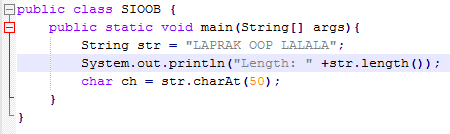 public class SIOOB {
    public static void main(String[] args){
        String str = "LAPRAK OOP LALALA";
        System.out.println("Length: " +str.length());
        char ch = str.charAt(50);
    }
}